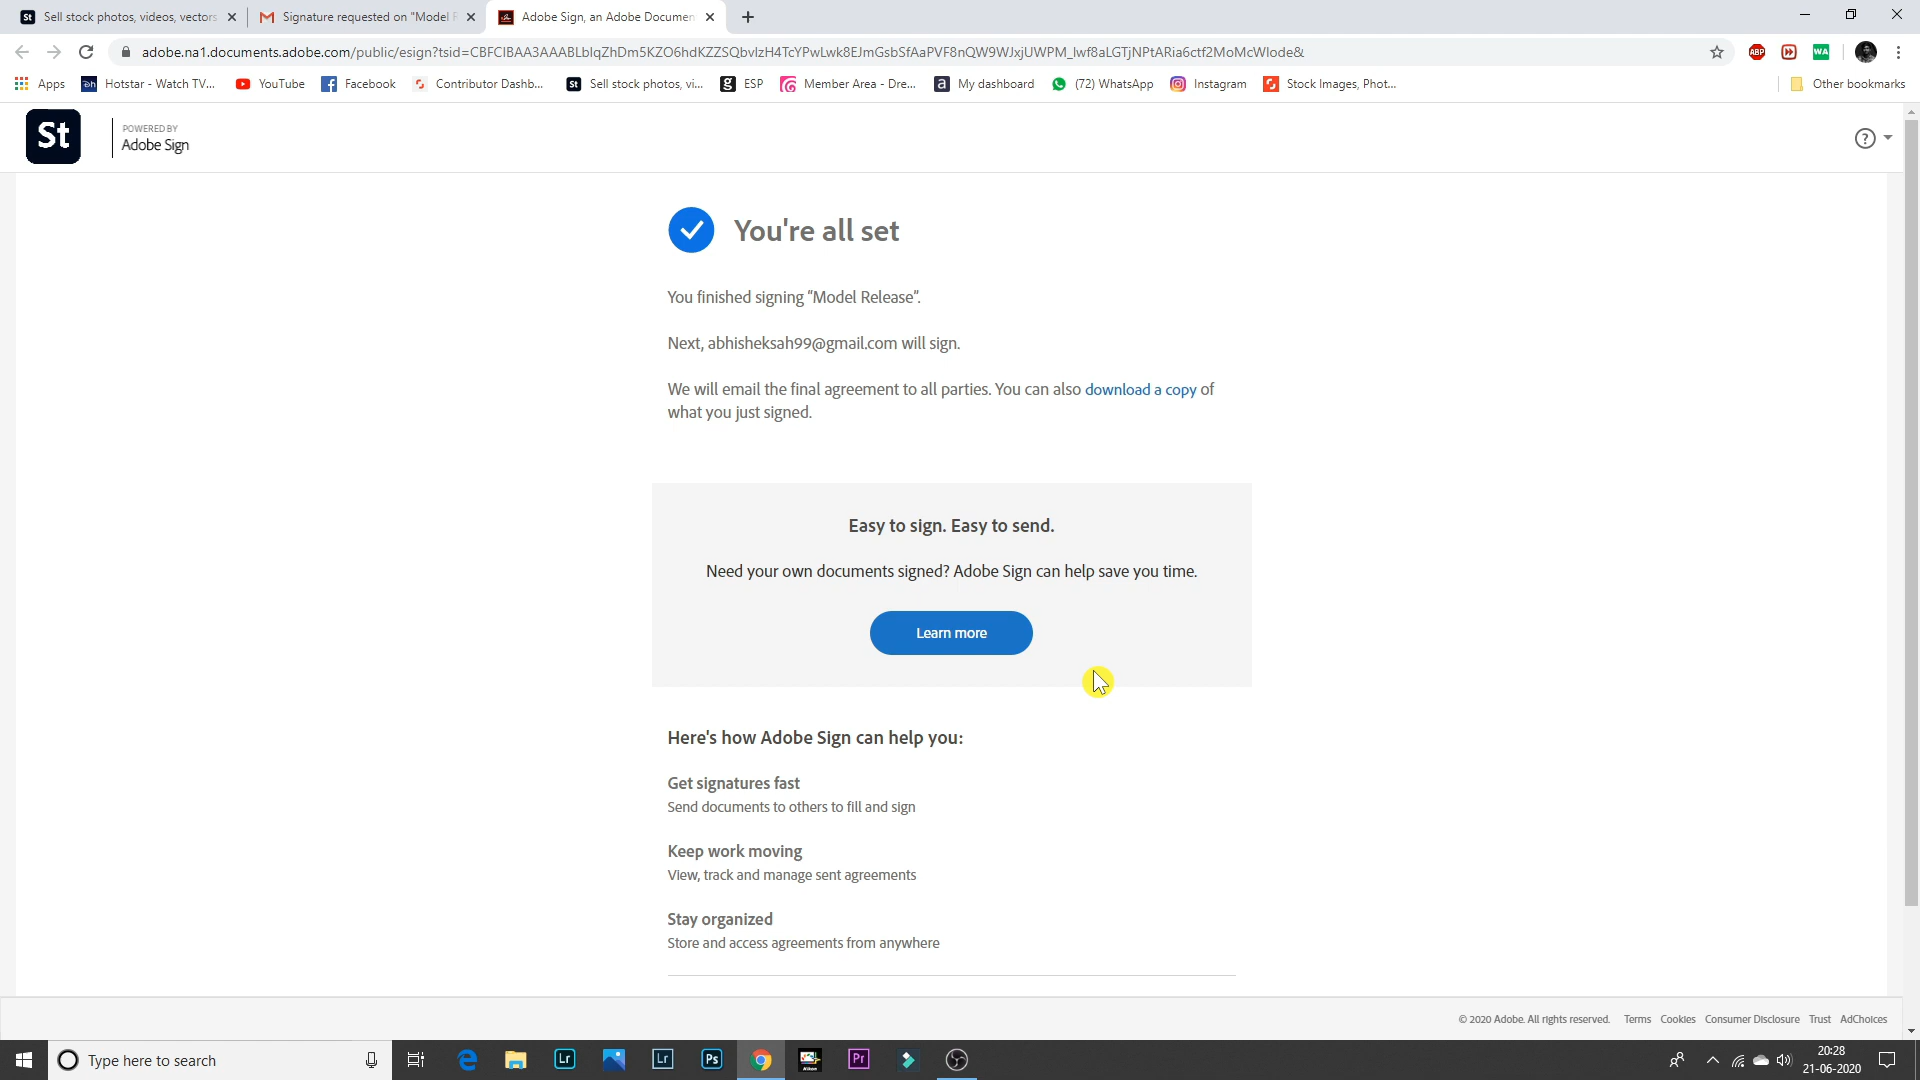 Sell stock photos, videos, vectors
Signature requested on "Model R
Adobe Sign, an Adobe Documen
adobe.na1.documents.adobe.com/public/esign?
Apps
Hotstar - Watch TV...
YouTube
Facebook
Contributor Dashb...
Sell stock photos, vi...
ESP
Member Area - Dre...
My dashboard
(72) WhatsApp
Instagram
Stock Images, Phot...
Other bookmarks
St
POWERED BY
Adobe Sign
You're all set
You finished signing “Model Release”.
Next, abhisheksah99@gmail.com will sign.
We will email the final agreement to all parties. You can also download a copy of
what you just signed.
Easy to sign. Easy to send.
Need your own documents signed? Adobe Sign can help save you time.
Learn more
Here's how Adobe Sign can help you:
Get signatures fast
Send documents to others to fill and sign
Keep work moving
View, track and manage sent agreements
Stay organized
Store and access agreements from anywhere
© 2020 Adobe. All rights reserved. Terms Cookies Consumer Disclosure Trust AdChoices
Type here to search
Lr
Lr
Ps
Pr
20:28
21-06-2020